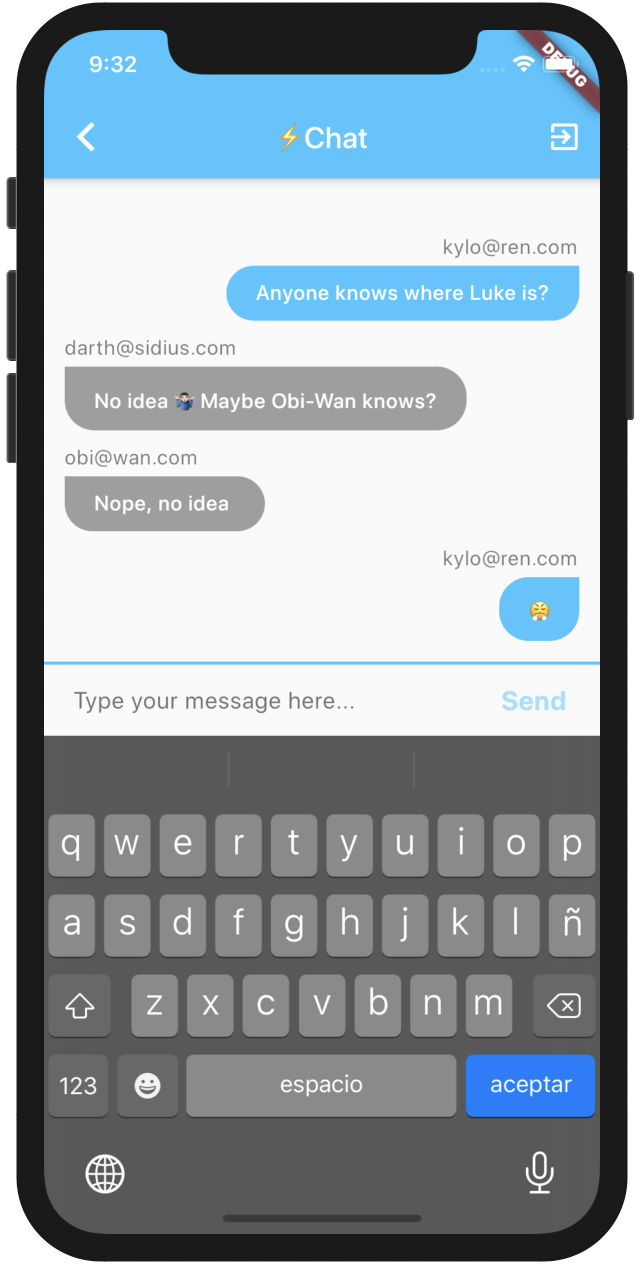 9:32
DEBUG
⚡Chat
kylo@ren.com
Anyone knows where Luke is?
darth@sidius.com
No idea 🤷🏻‍♂️ Maybe Obi-Wan knows?
obi@wan.com
Nope, no idea
kylo@ren.com
😤
Type your message here...
Send
q w e r t y u i o p
a s d f g h j k l ñ
z x c v b n m
123 espacio aceptar